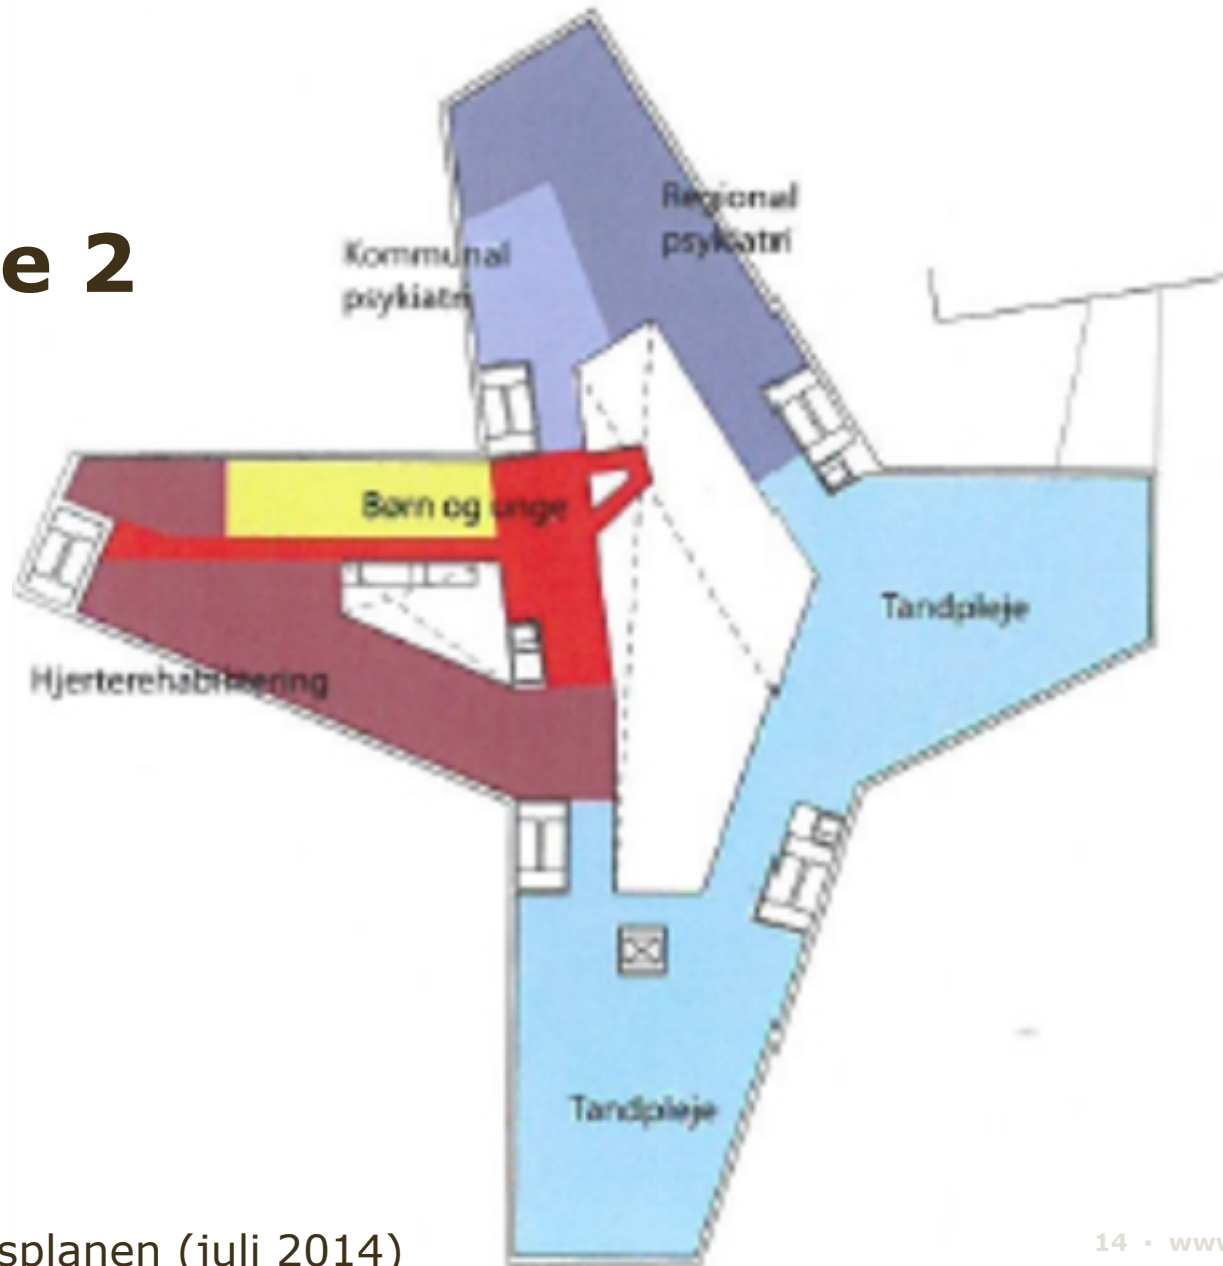 Regional
psykiatri
e 2
Kommunal
psykiatri
Børn og unge
Tandpleje
Hjerterehabilitering
Tandpleje
splanen (juli 2014)
14 · www